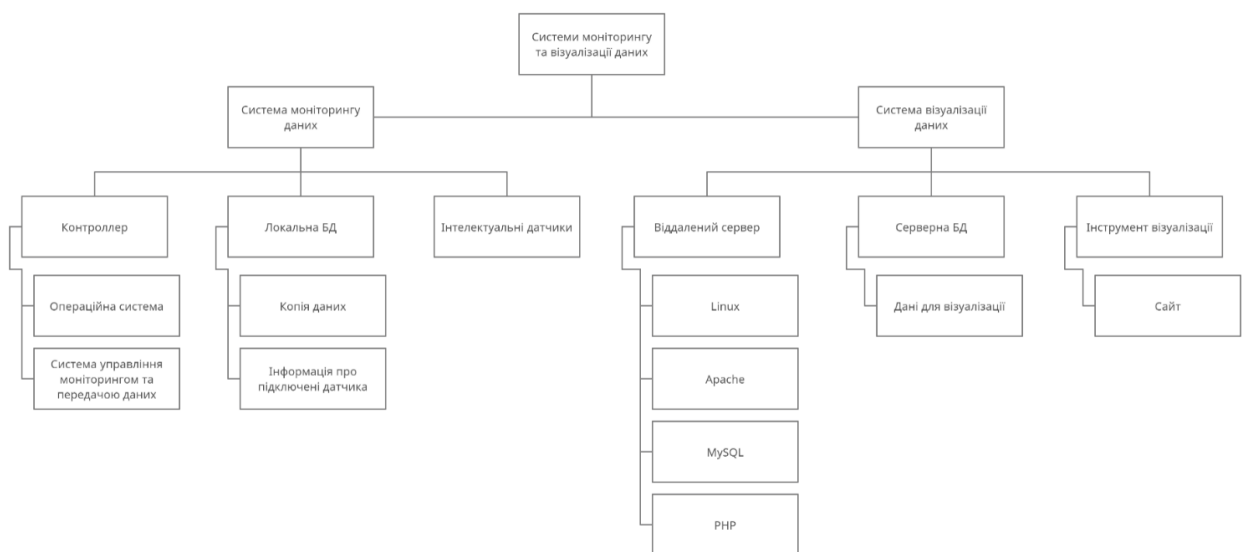 Системи моніторингу
та візуалізації даних
Система моніторингу
даних
Система візуалізації
даних
Контроллер
Локальна БД
Інтелектуальні датчики
Віддалений сервер
Серверна БД
Інструмент візуалізації
Операційна система
Копія даних
Linux
Дані для візуалізації
Сайт
Система управління
моніторингом та
передачою даних
Інформація про
підключені датчика
Apache
MySQL
PHP